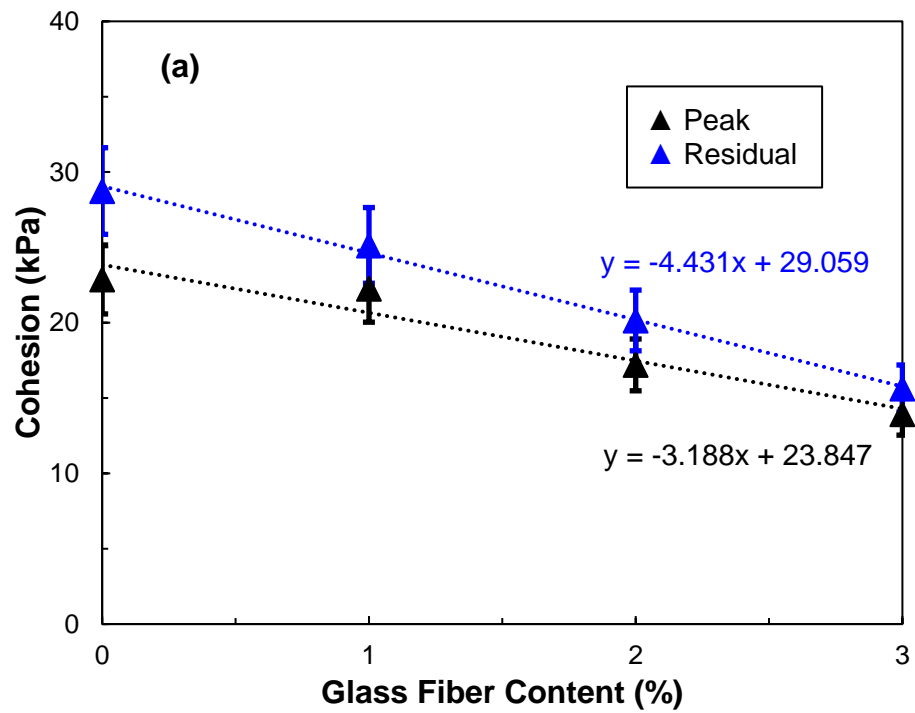 40
(a)
Peak
Residual
30
Cohesion (kPa)
y = -4.431x + 29.059
20
y = -3.188x + 23.847
10
0
0 1 2 3
Glass Fiber Content (%)